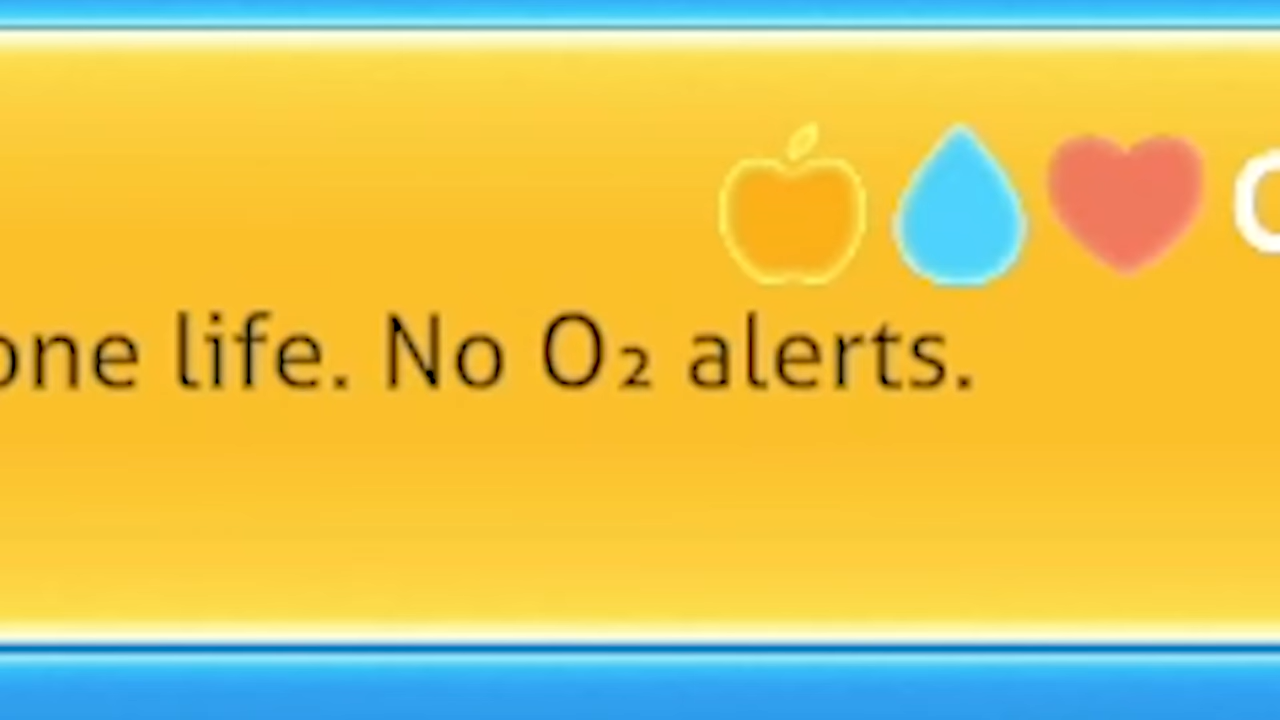 one life. No O₂ alerts.